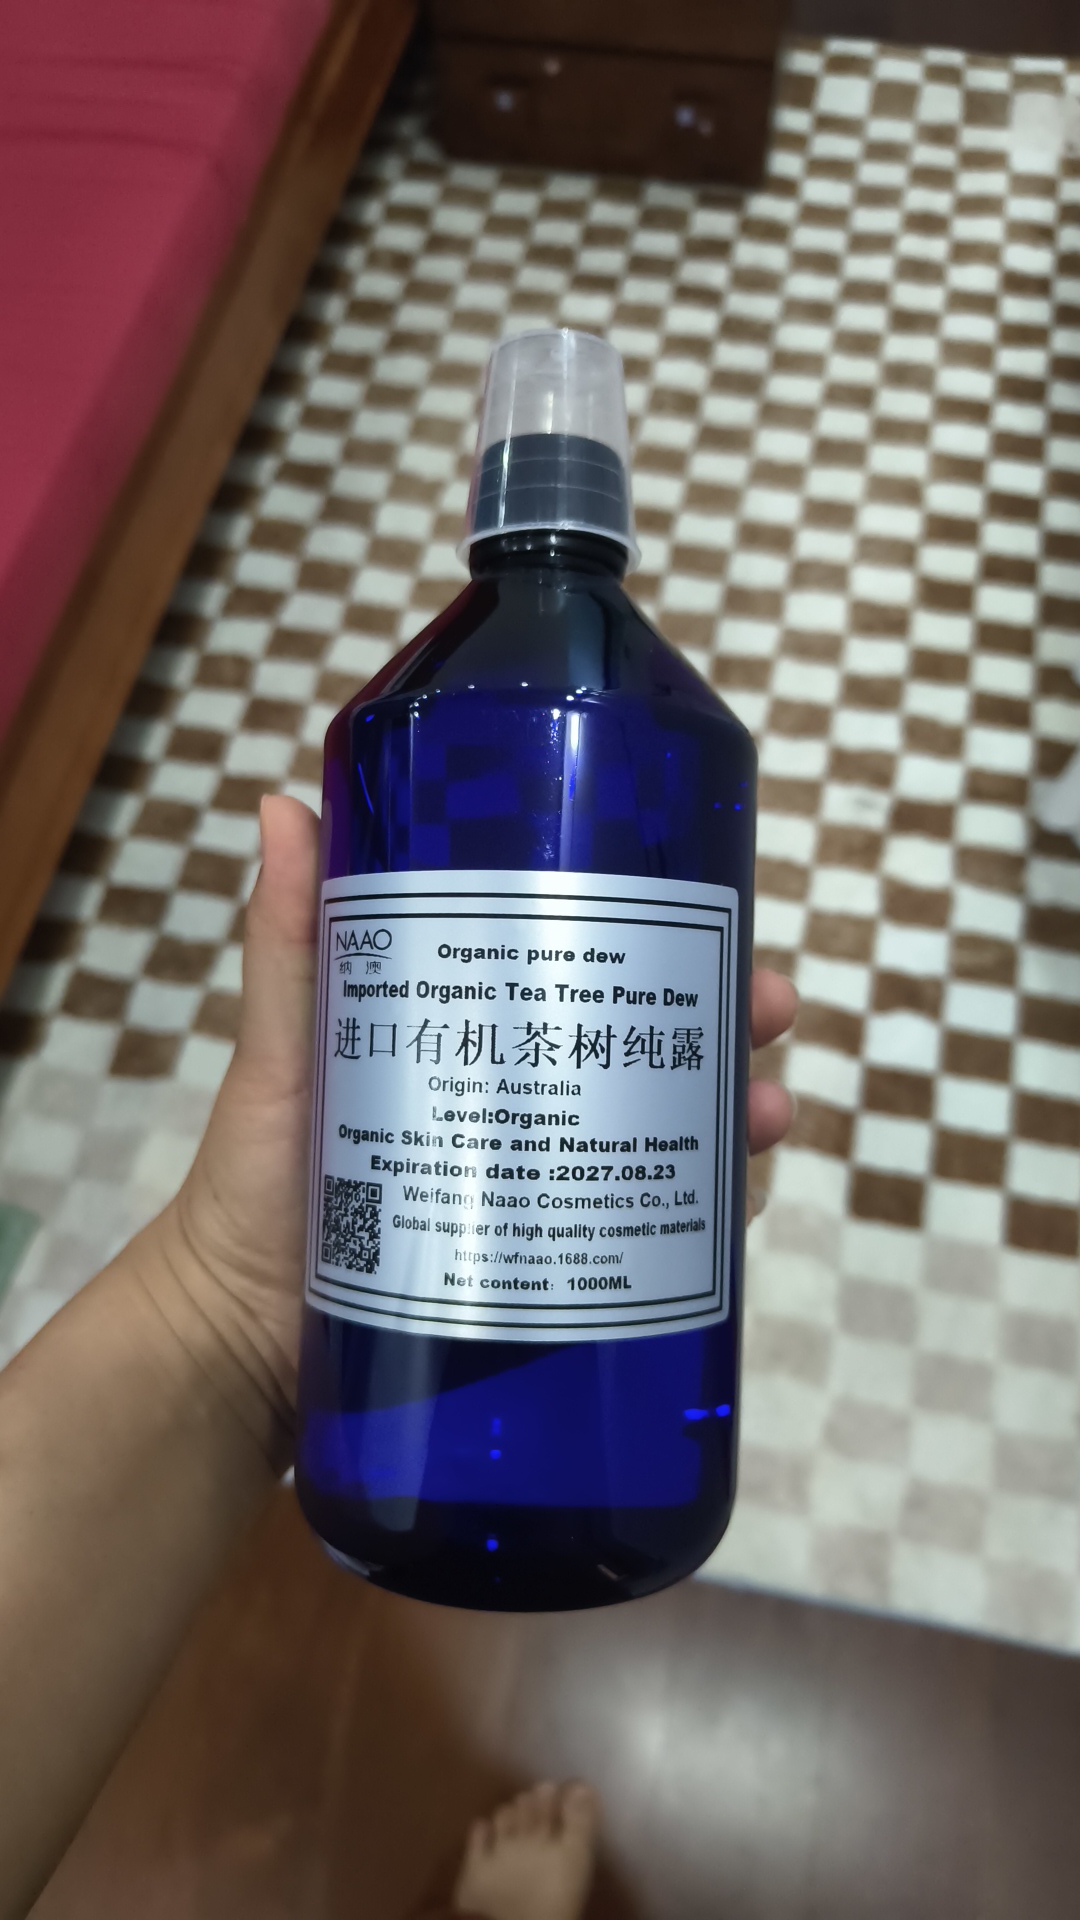 NAAO
纳 澳
Organic pure dew
Imported Organic Tea Tree Pure Dew
进口有机茶树纯露
Origin: Australia
Level:Organic
Organic Skin Care and Natural Health
Expiration date :2027.08.23
Weifang Naao Cosmetics Co., Ltd.
Global supplier of high quality cosmetic materials
https://wfnaao.1688.com/
Net content: 1000ML